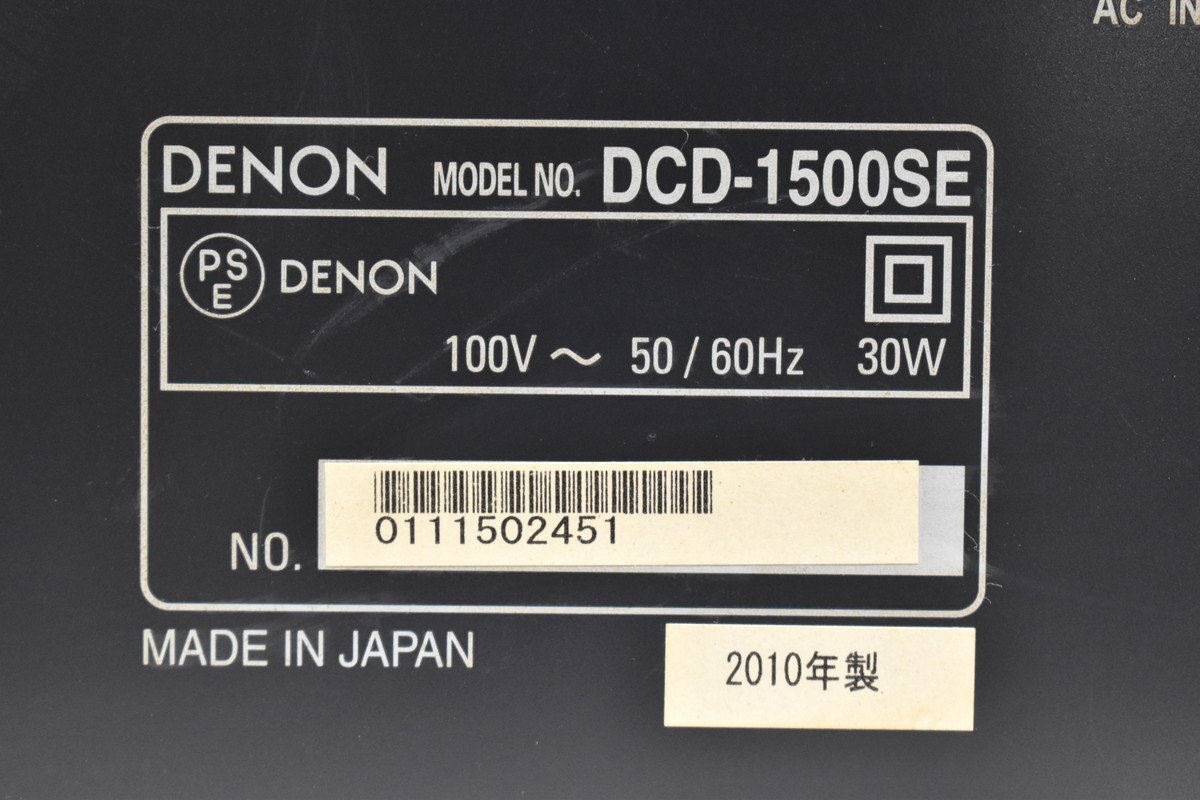 AC IN
DENON MODEL NO. DCD-1500SE
PSE DENON
100V ～ 50/60Hz 30W
0111502451
NO.
MADE IN JAPAN
2010年製